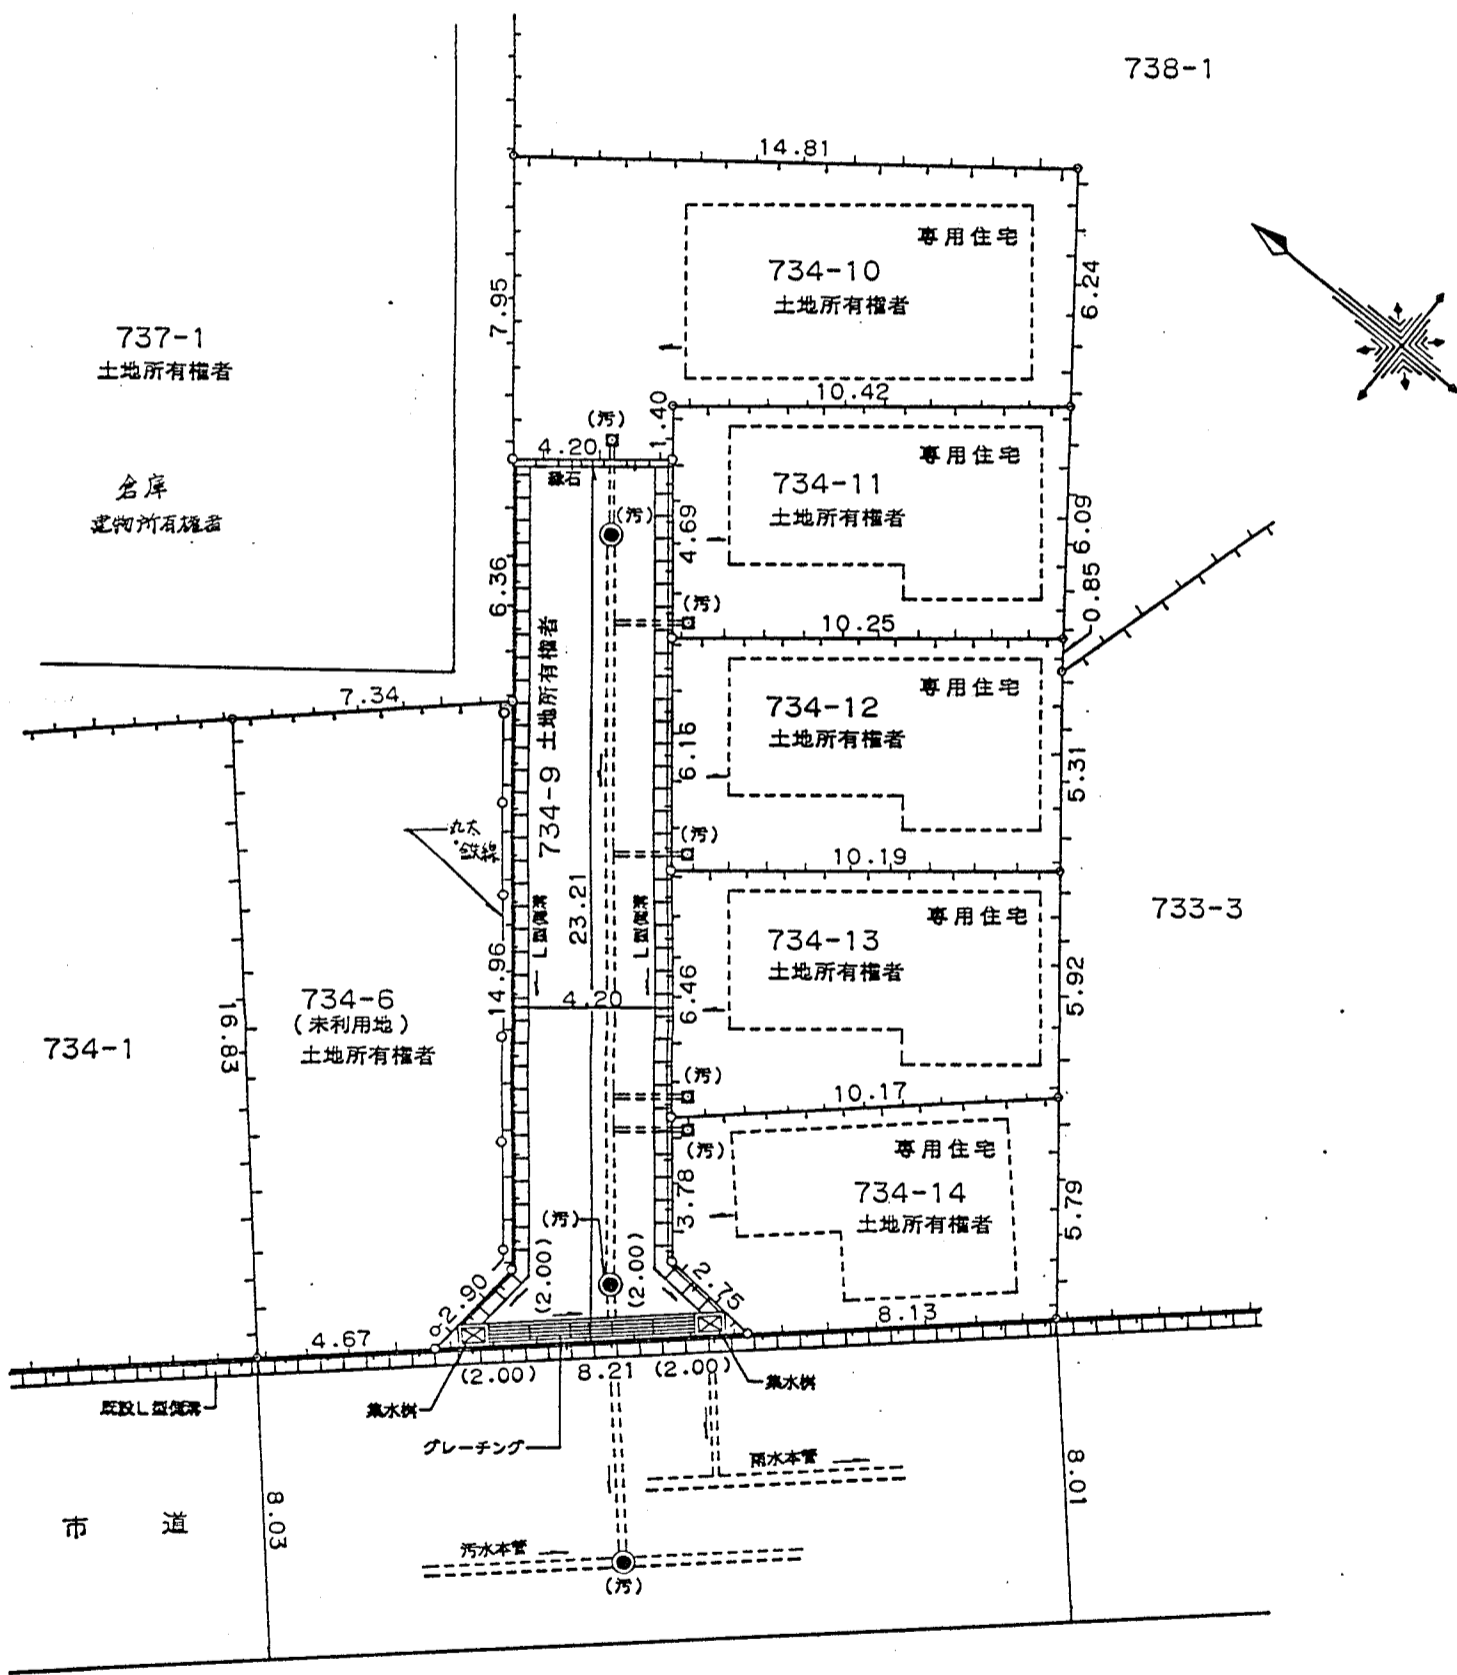 738-1
14.81
専用住宅
734-10
土地所有権者
7.95
6.24
737-1
土地所有権者
10.42
1.40
(汚)
4.20
縁石
専用住宅
734-11
土地所有権者
倉庫
建物所有権者
(汚)
4.69
6.09
0.85
6.36
(汚)
10.25
734-9 土地所有権者
専用住宅
734-12
土地所有権者
7.34
6.16
5.31
丸太
・鉄線
(汚)
10.19
L型側溝
23.21
L型側溝
専用住宅
734-13
土地所有権者
733-3
14.96
4.20
6.46
5.92
734-6
(未利用地)
土地所有権者
734-1
16.83
(汚)
10.17
(汚)
専用住宅
734-14
土地所有権者
3.78
5.79
(汚)
(2.00)
(2.00)
2.90
2.75
8.13
4.67
(2.00)
8.21
(2.00)
既設L型側溝
集水桝
集水桝
グレーチング
雨水本管
8.01
8.03
市道
汚水本管
(汚)